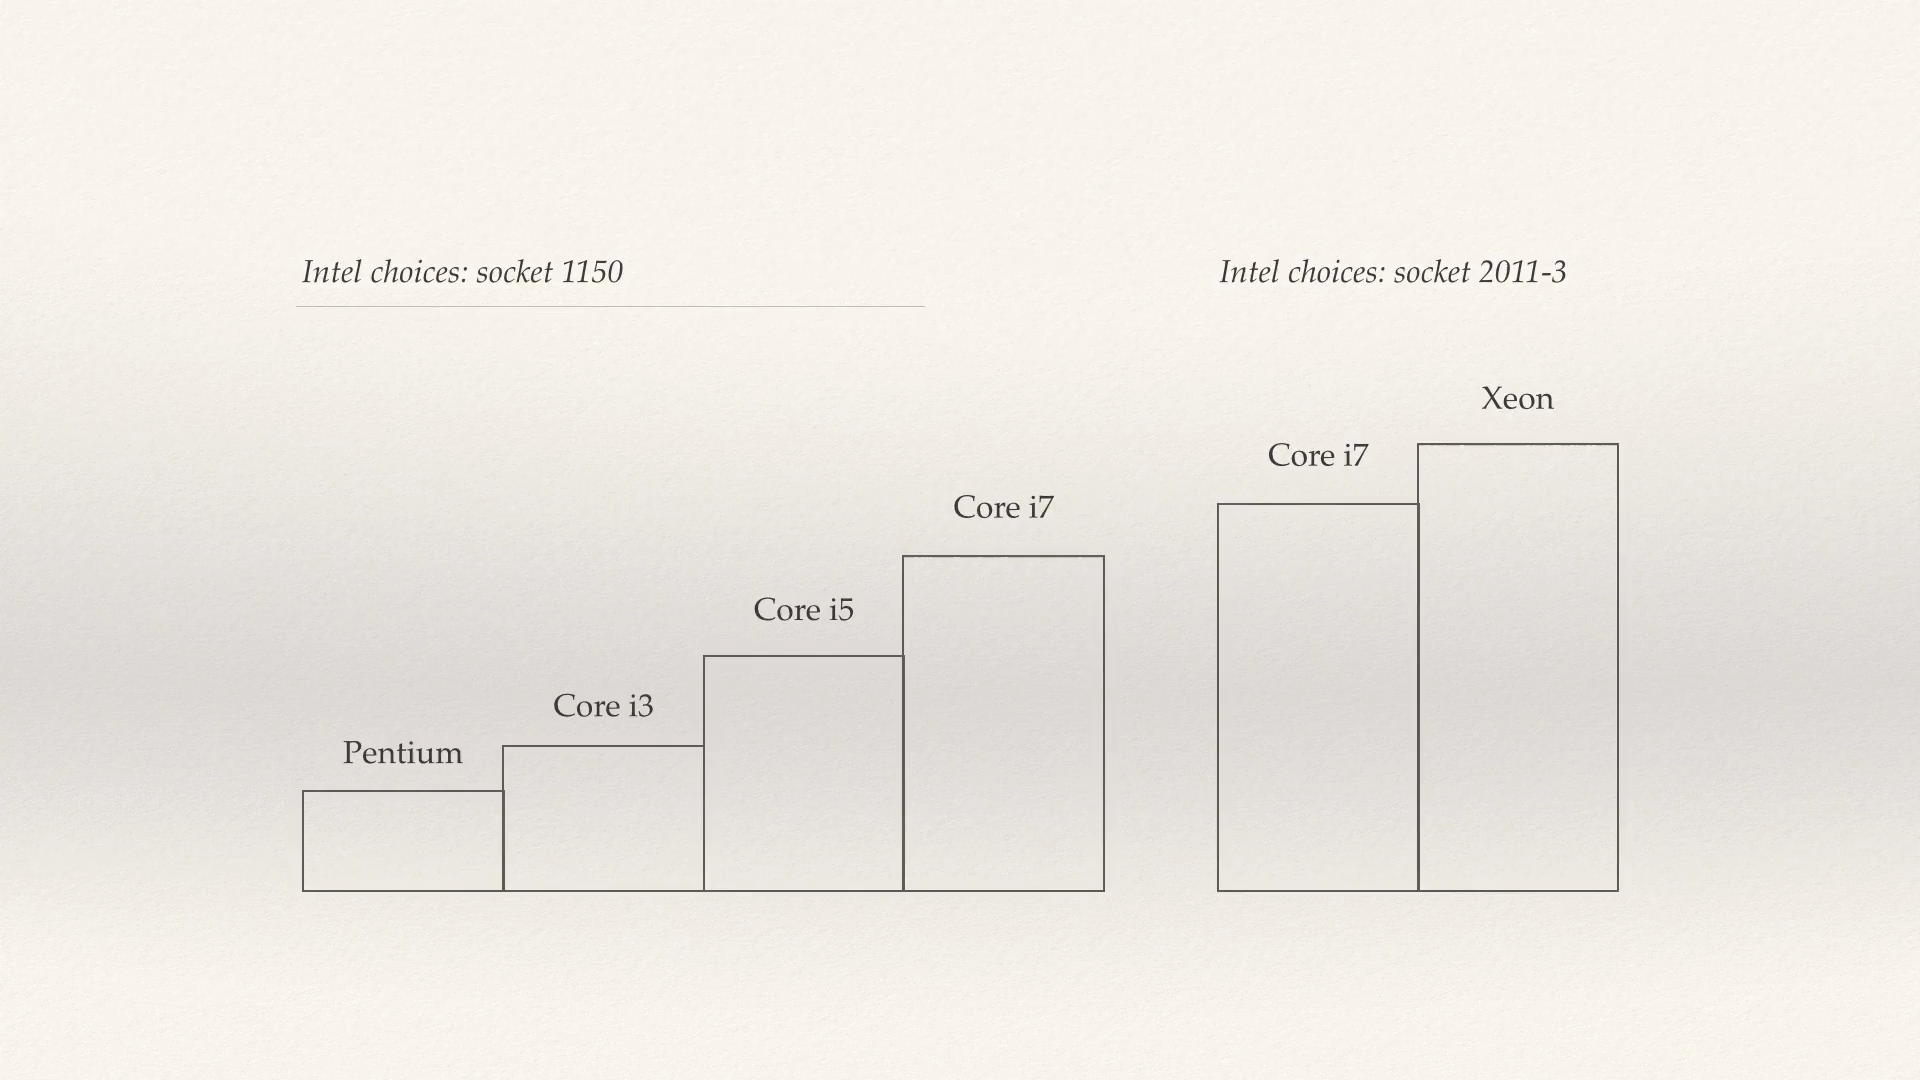 Intel choices: socket 1150
Pentium
Core i3
Core i5
Core i7
Intel choices: socket 2011-3
Core i7
Xeon